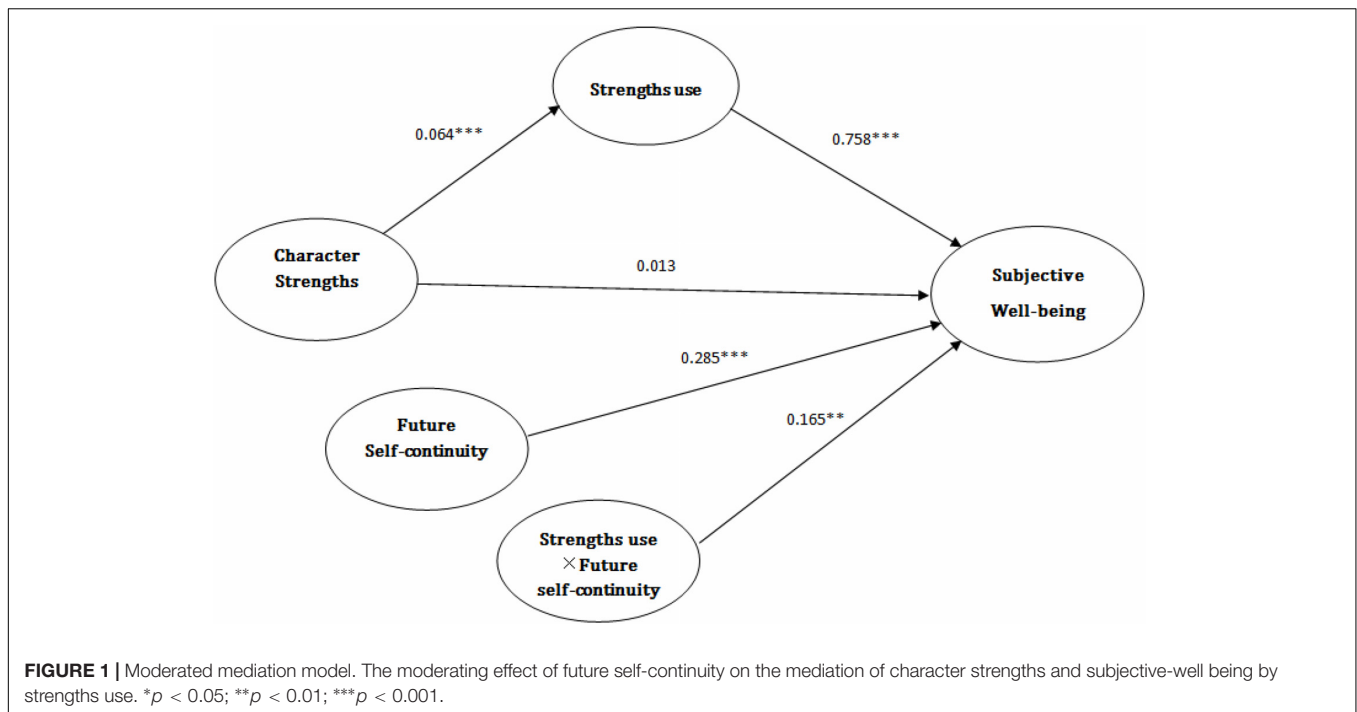 Strengths use
0.064***
0.758***
Character
Strengths
0.013
Subjective
Well-being
0.285***
Future
Self-continuity
0.165**
Strengths use
×Future
self-continuity
FIGURE 1 | Moderated mediation model. The moderating effect of future self-continuity on the mediation of character strengths and subjective-well being by
strengths use. *p < 0.05; **p < 0.01; ***p < 0.001.